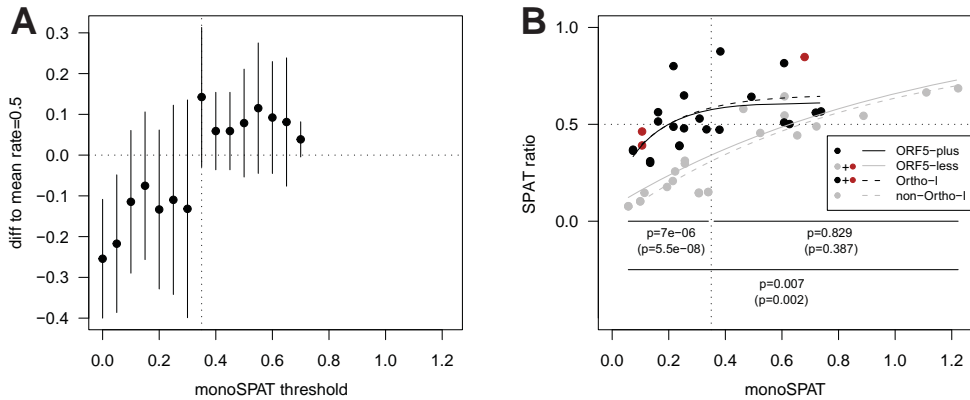 A
diff to mean rate=0.5
0.3
0.2
0.1
0.0
−0.1
−0.2
−0.3
−0.4
0.0 0.2 0.4 0.6 0.8 1.0 1.2
monoSPAT threshold
B
SPAT ratio
1.0
0.5
0.0
ORF5−plus
+ ORF5−less
+ Ortho−I
non−Ortho−I
p=7e−06
(p=5.5e−08)
p=0.829
(p=0.387)
p=0.007
(p=0.002)
0.0 0.2 0.4 0.6 0.8 1.0 1.2
monoSPAT